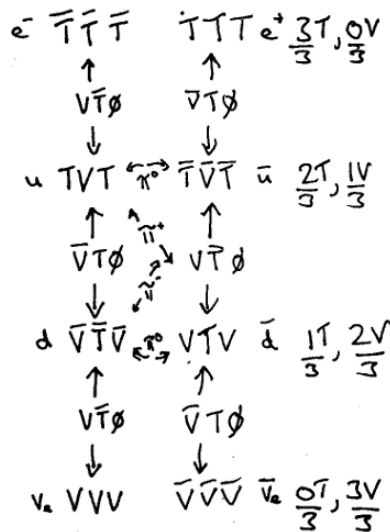 e⁻ T̅ T̅ T̅ T T T e⁺ 3T/3, 0V/3
↑ ↑
VT̅ø V̅Tø
↓ ↓
u TVT ↔ π⁰ T̅V̅T̅ u̅ 2T/3, 1V/3
↑ π̃⁺ ↑
V̅Tø VT̅ø
↓ π̃⁻ ↓
d V̅T̅V̅ ↔ π⁰ VTV d̅ 1T/3, 2V/3
↑ ↑
VT̅ø V̅Tø
↓ ↓
νₑ VVV V̅V̅V̅ ν̅ₑ 0T/3, 3V/3